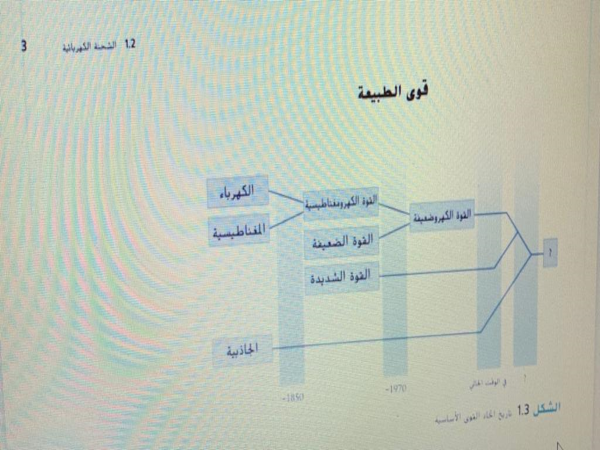 3
1.2 الشحنة الكهربائية
قوى الطبيعة
الكهرباء
المغناطيسية
القوة الكهرومغناطيسية
القوة الضعيفة
القوة الكهروضعيفة
القوة الشديدة
الجاذبية
؟
~1850
~1970
في الوقت الحالي
؟
الشكل 1.3 تاريخ اتحاد القوى الأساسية